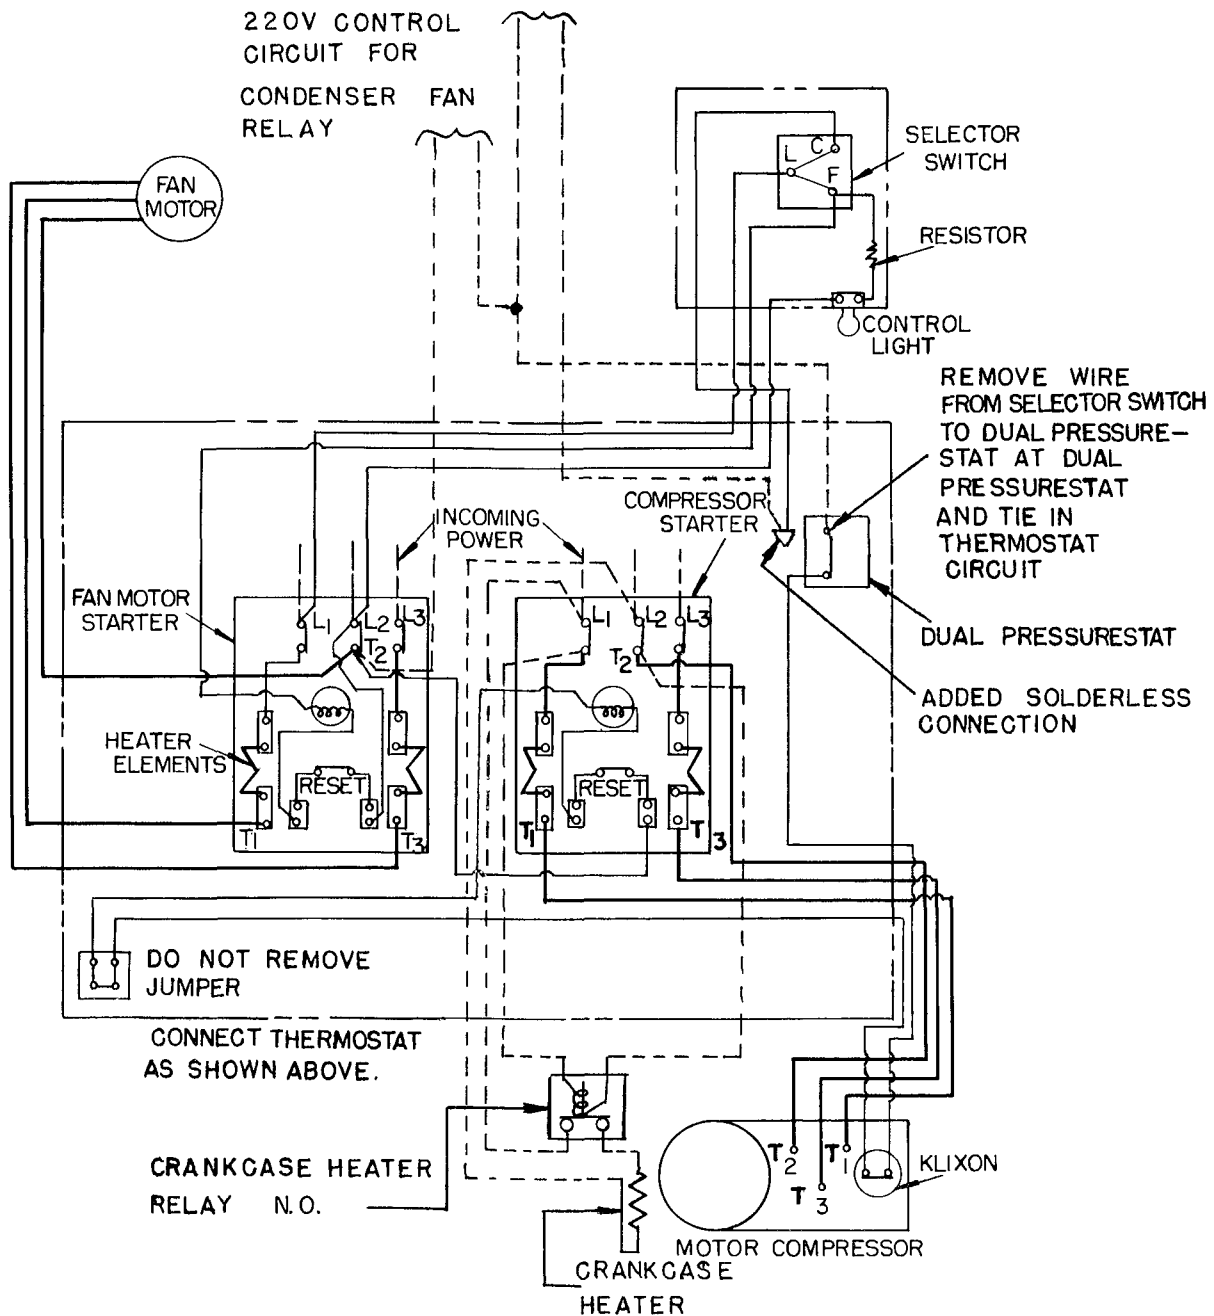 220V CONTROL
CIRCUIT FOR
CONDENSER FAN
RELAY
FAN
MOTOR
L
C
F
SELECTOR
SWITCH
RESISTOR
CONTROL
LIGHT
REMOVE WIRE
FROM SELECTOR SWITCH
TO DUAL PRESSURE-
STAT AT DUAL
PRESSURESTAT
AND TIE IN
THERMOSTAT
CIRCUIT
COMPRESSOR
STARTER
INCOMING
POWER
FAN MOTOR
STARTER
L1
L2
L3
T2
L1
L2
L3
T2
DUAL PRESSURESTAT
ADDED SOLDERLESS
CONNECTION
HEATER
ELEMENTS
RESET
RESET
T1
T3
T1
T3
DO NOT REMOVE
JUMPER
CONNECT THERMOSTAT
AS SHOWN ABOVE.
CRANKCASE HEATER
RELAY N.O.
T2
T1
T3
KLIXON
MOTOR COMPRESSOR
CRANKCASE
HEATER